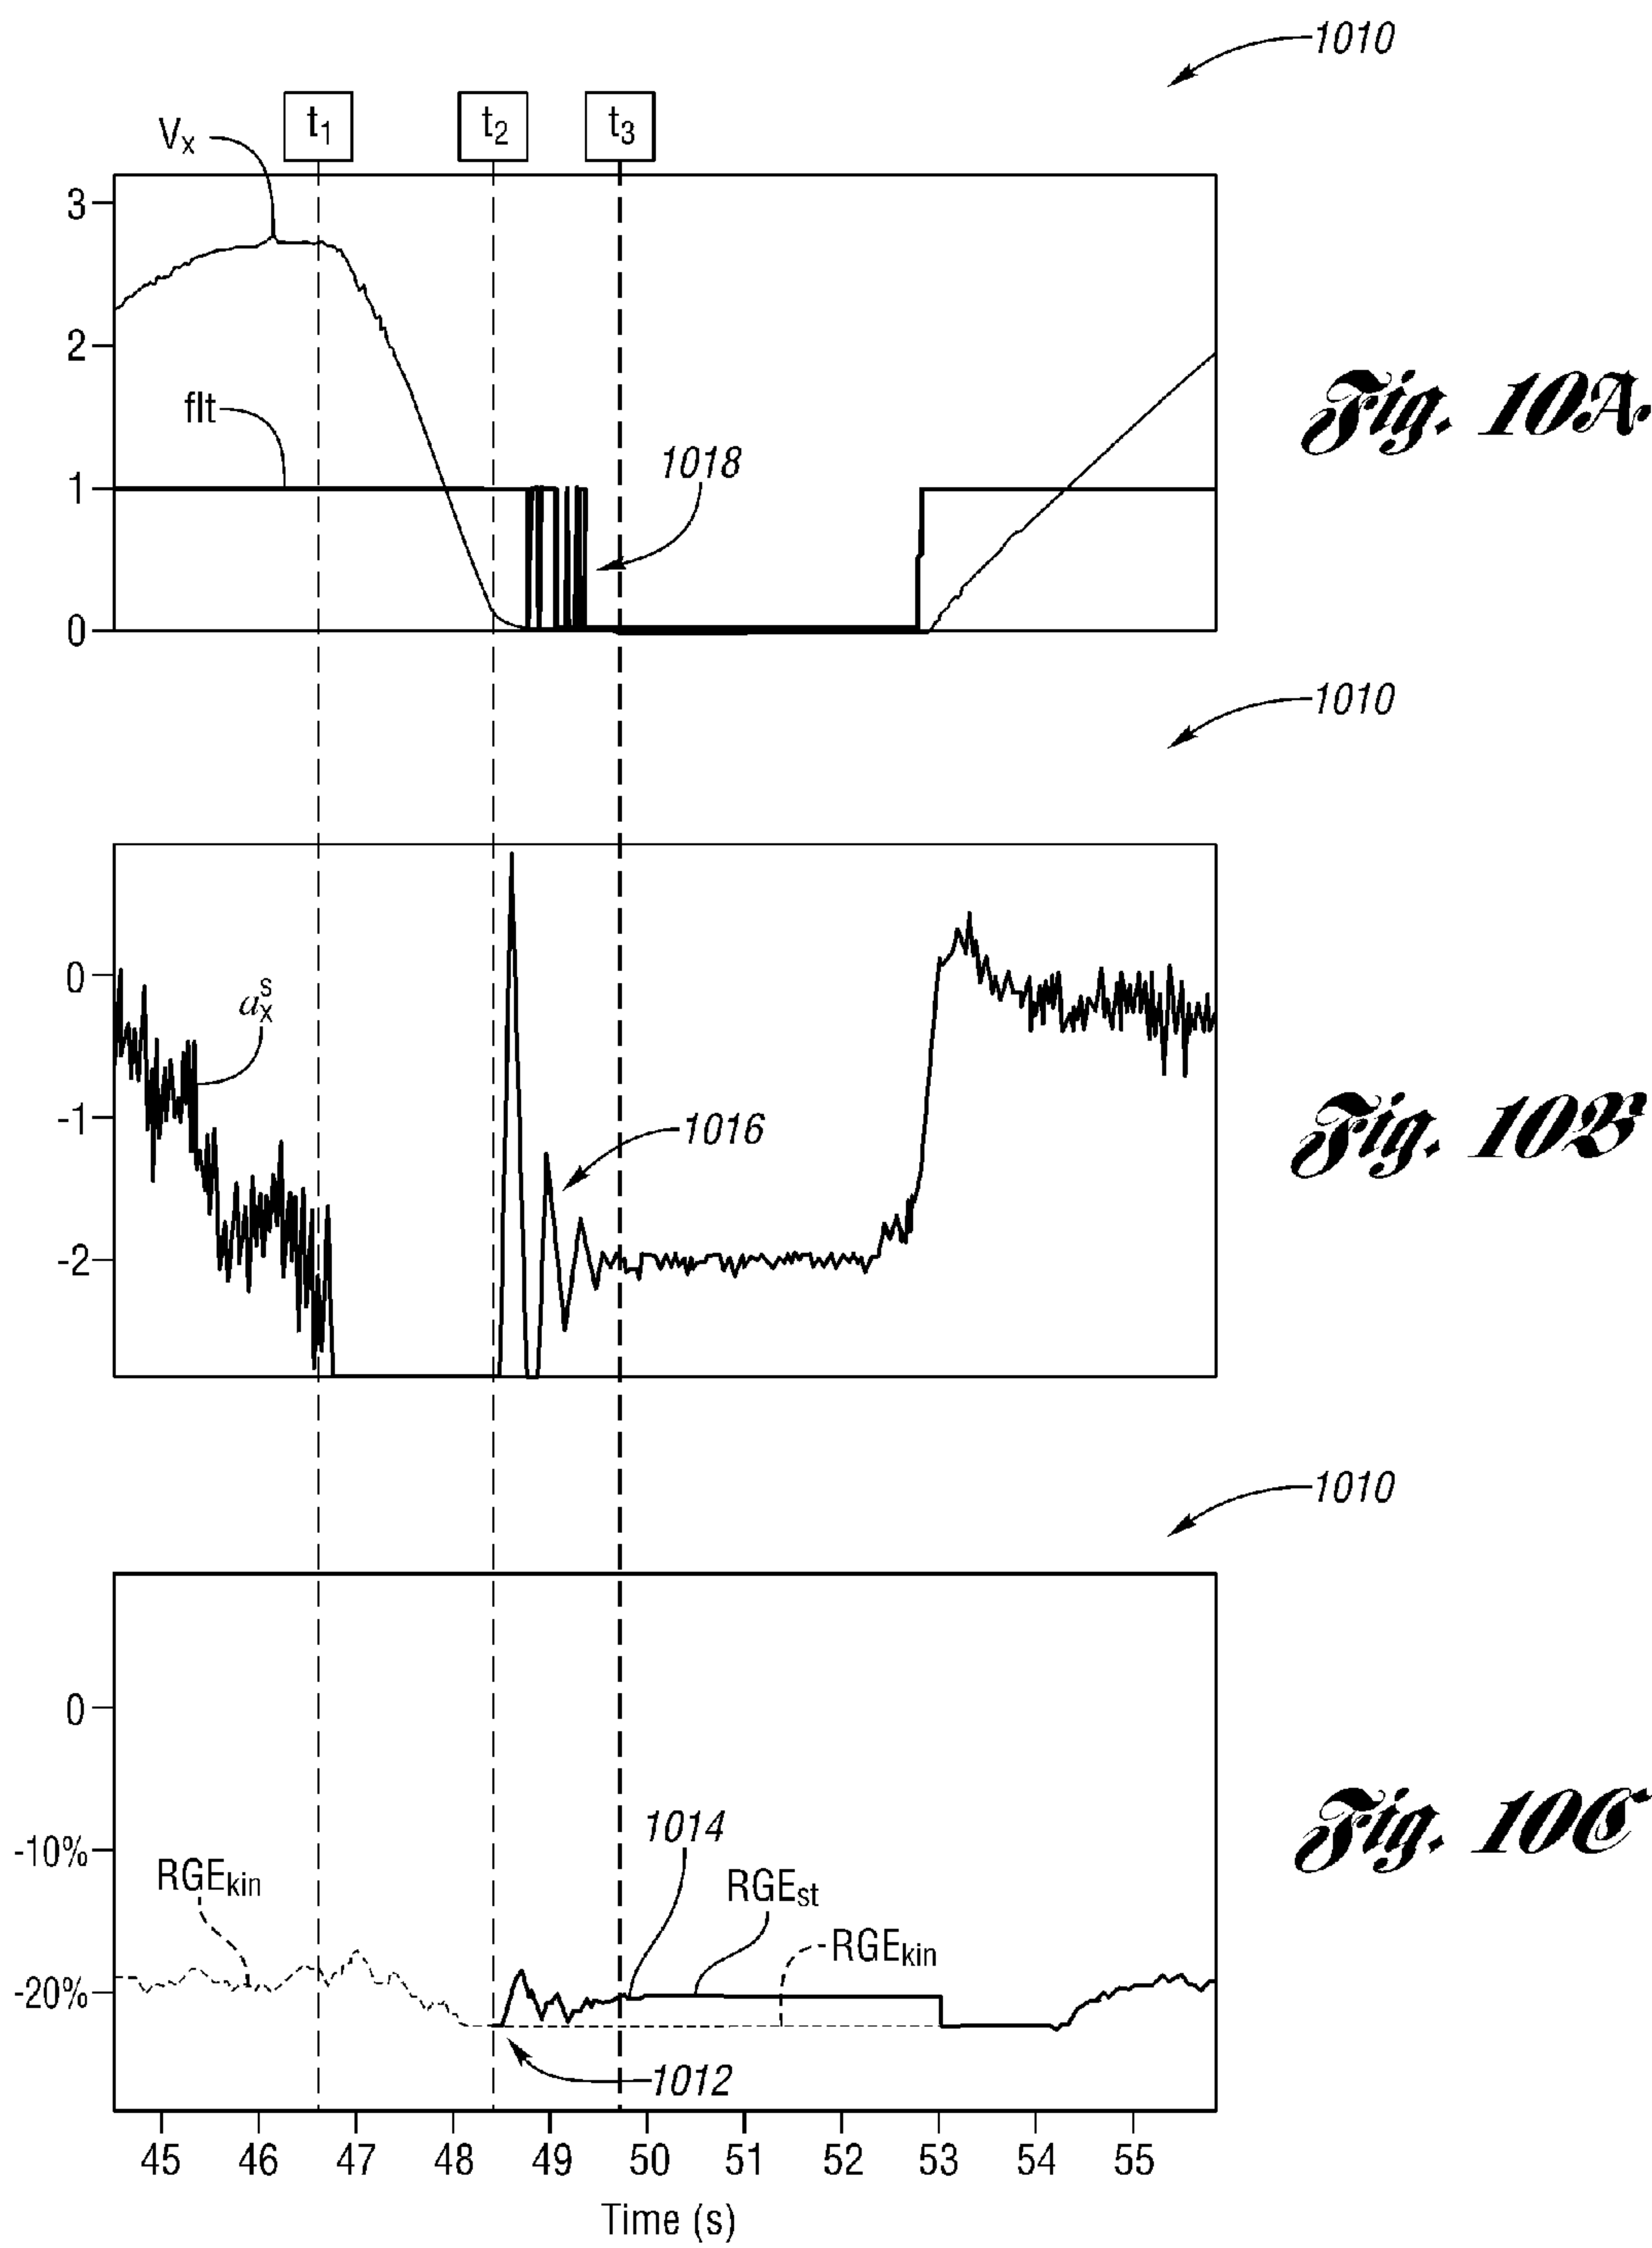 1010
Vₓ
t₁
t₂
t₃
3
2
flt
1018
1
0
Fig. 10A
1010
0
aₓˢ
-1
1016
-2
Fig. 10B
1010
0
1014
-10%
RGEkin
RGEst
RGEkin
-20%
1012
Fig. 10C
45 46 47 48 49 50 51 52 53 54 55
Time (s)